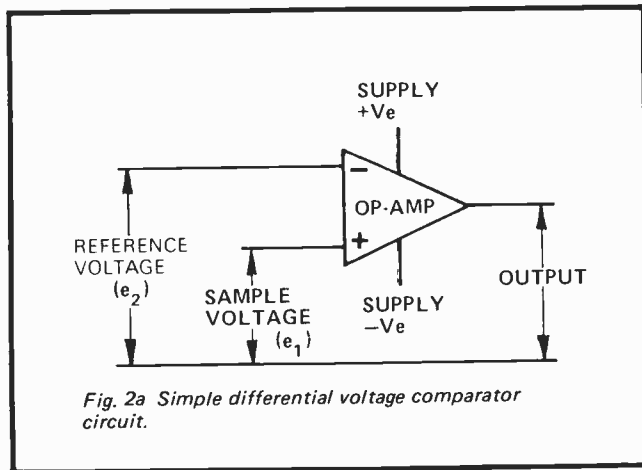 SUPPLY
+Ve
−
OP-AMP
+
REFERENCE
VOLTAGE
(e2)
SAMPLE
VOLTAGE
(e1)
SUPPLY
−Ve
OUTPUT
Fig. 2a Simple differential voltage comparator
circuit.